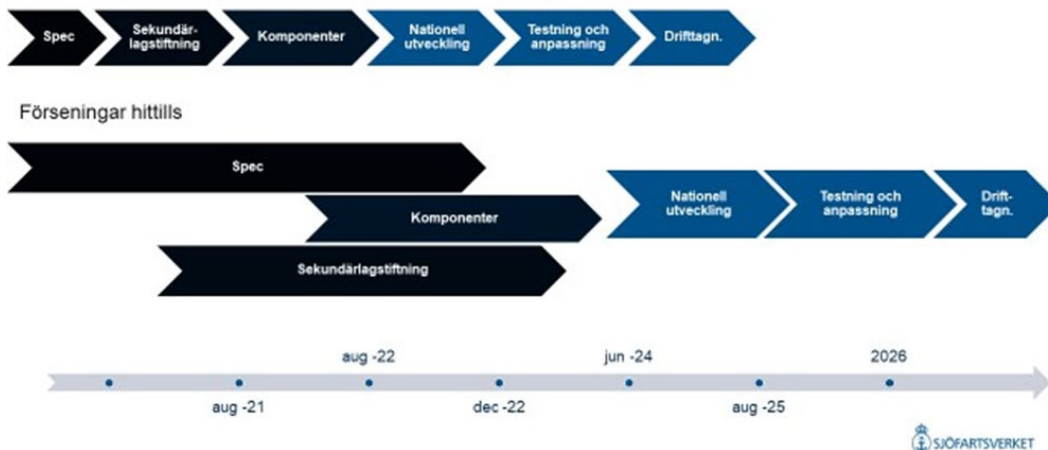 Spec
Sekundär-
lagstiftning
Komponenter
Nationell
utveckling
Testning och
anpassning
Drifttagn.
Förseningar hittills
Spec
Komponenter
Sekundärlagstiftning
Nationell
utveckling
Testning och
anpassning
Drift-
tagn.
aug -22
jun -24
2026
aug -21
dec -22
aug -25
SJÖFARTSVERKET